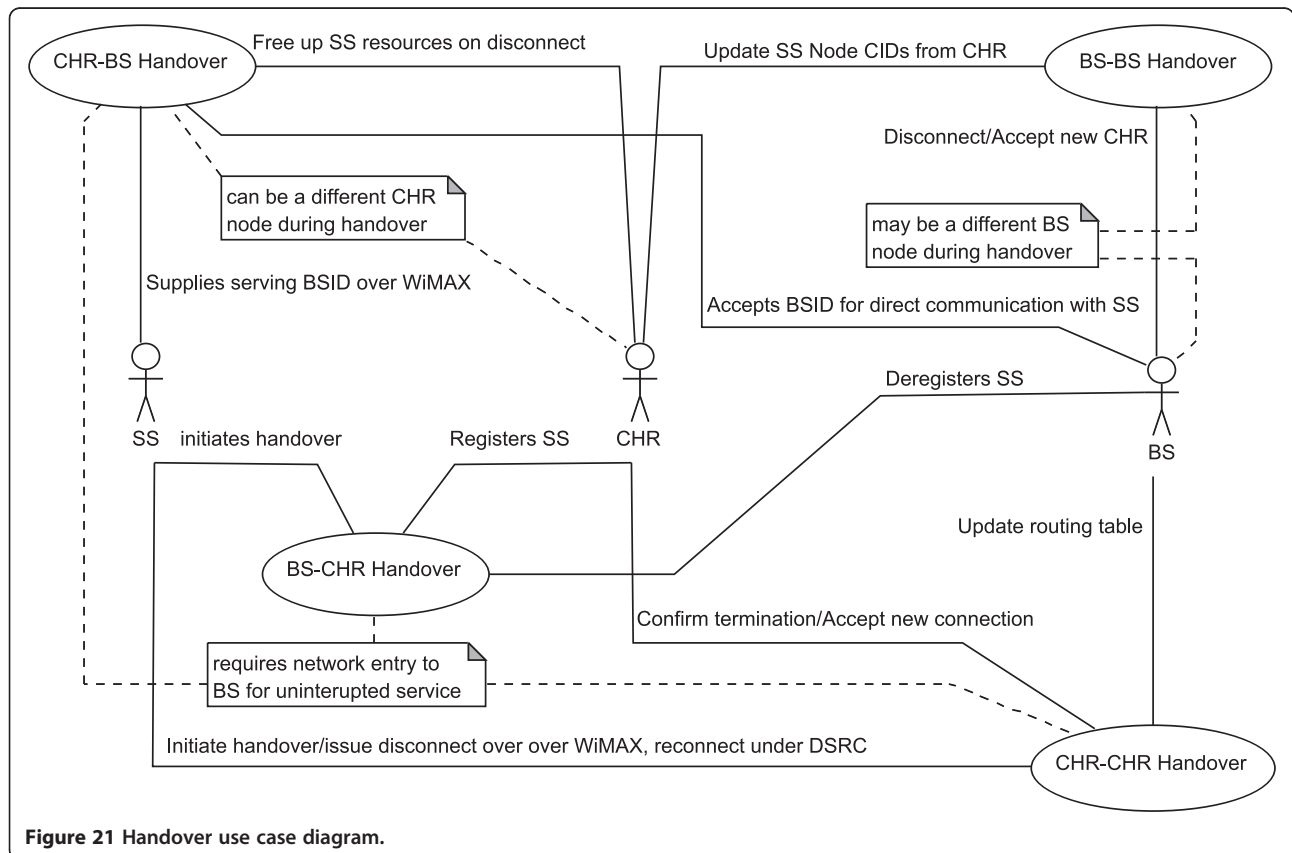 CHR-BS Handover
Free up SS resources on disconnect
Update SS Node CIDs from CHR
BS-BS Handover
Disconnect/Accept new CHR
can be a different CHR
node during handover
may be a different BS
node during handover
Supplies serving BSID over WiMAX
Accepts BSID for direct communication with SS
Deregisters SS
SS
CHR
BS
initiates handover
Registers SS
Update routing table
BS-CHR Handover
Confirm termination/Accept new connection
requires network entry to
BS for uninterupted service
Initiate handover/issue disconnect over over WiMAX, reconnect under DSRC
CHR-CHR Handover
Figure 21 Handover use case diagram.